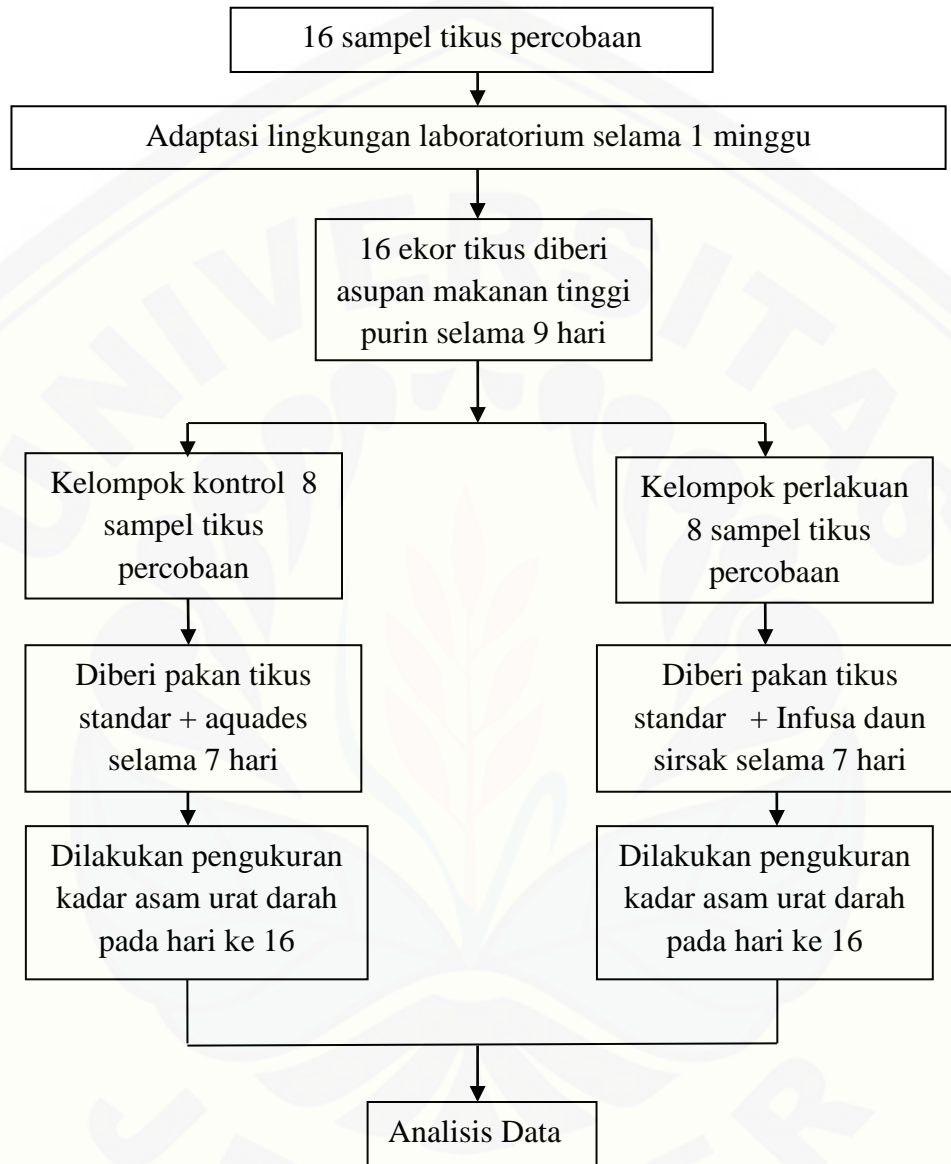 16 sampel tikus percobaan
Adaptasi lingkungan laboratorium selama 1 minggu
16 ekor tikus diberi
asupan makanan tinggi
purin selama 9 hari
Kelompok kontrol  8
sampel tikus
percobaan
Kelompok perlakuan
8 sampel tikus
percobaan
Diberi pakan tikus
standar + aquades
selama 7 hari
Diberi pakan tikus
standar   + Infusa daun
sirsak selama 7 hari
Dilakukan pengukuran
kadar asam urat darah
pada hari ke 16
Dilakukan pengukuran
kadar asam urat darah
pada hari ke 16
Analisis Data
UNIVERSITAS